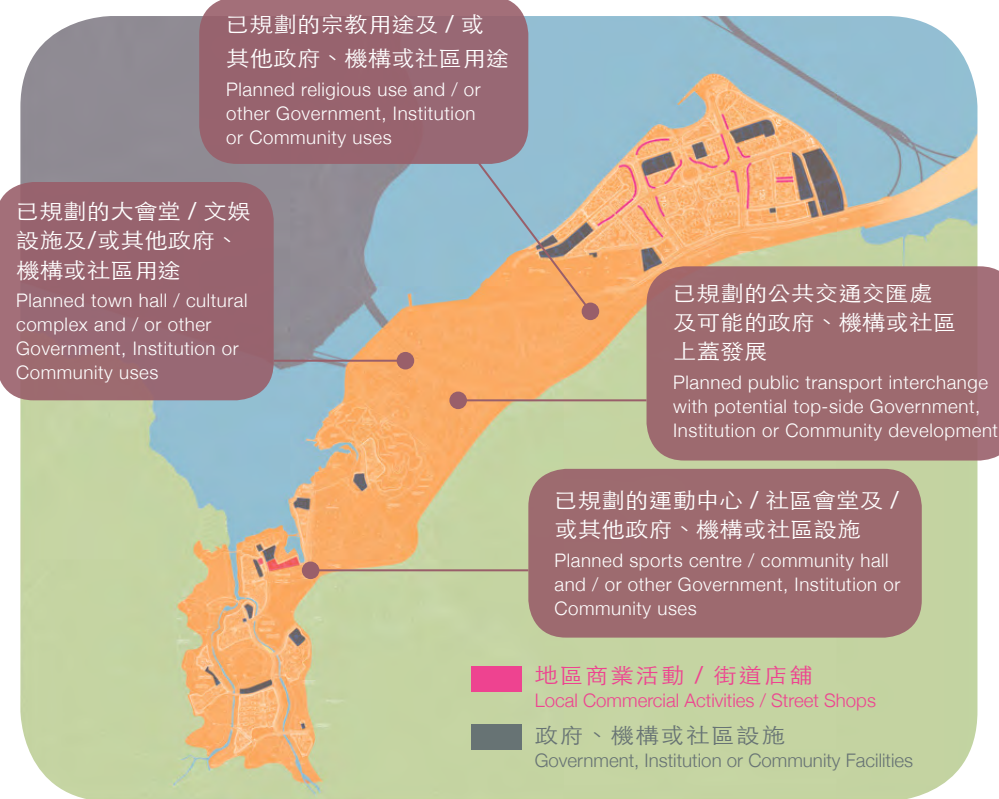 已規劃的宗教用途及 / 或
其他政府、機構或社區用途
Planned religious use and / or
other Government, Institution
or Community uses
已規劃的大會堂 / 文娛
設施及/或其他政府、
機構或社區用途
Planned town hall / cultural
complex and / or other
Government, Institution or
Community uses
已規劃的公共交通交匯處
及可能的政府、機構或社區
上蓋發展
Planned public transport interchange
with potential top-side Government,
Institution or Community development
已規劃的運動中心 / 社區會堂及 /
或其他政府、機構或社區設施
Planned sports centre / community hall
and / or other Government, Institution or
Community uses
地區商業活動 / 街道店舖
Local Commercial Activities / Street Shops
政府、機構或社區設施
Government, Institution or Community Facilities